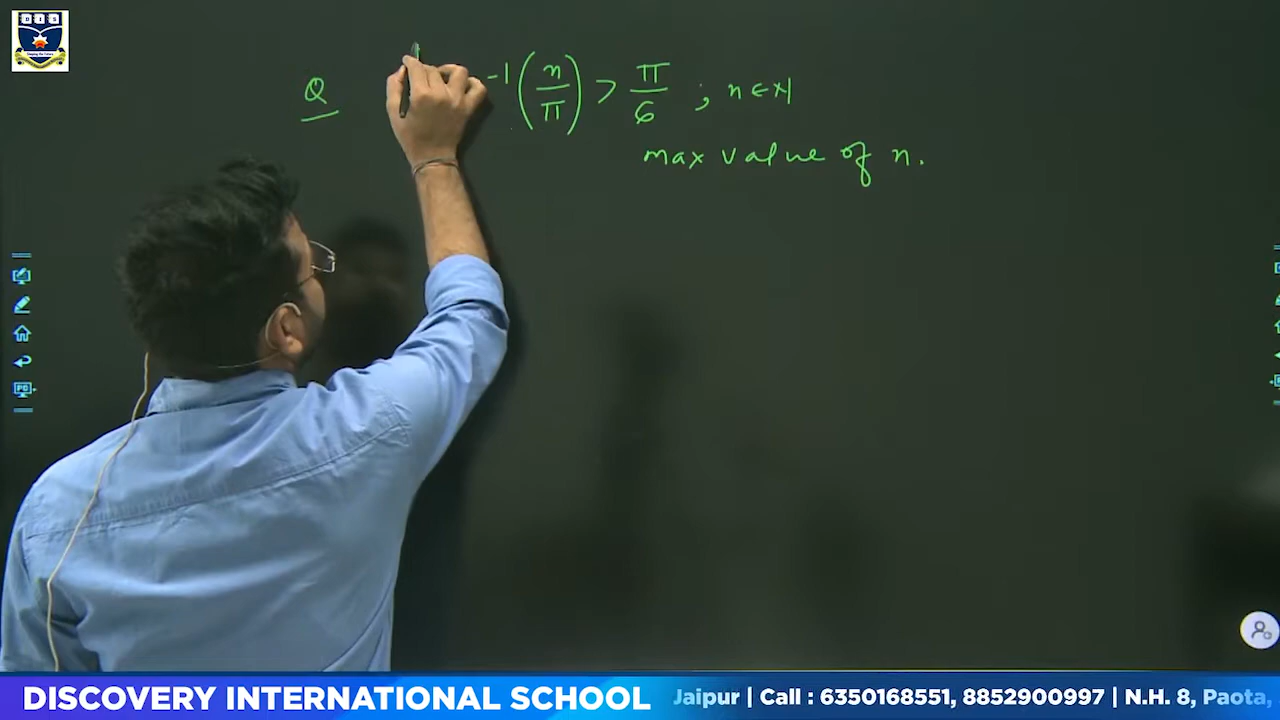 Q -1 (n/π) > π/6 ; n ∈ N
max value of n.
DISCOVERY INTERNATIONAL SCHOOL Jaipur | Call : 6350168551, 8852900997 | N.H. 8, Paota,